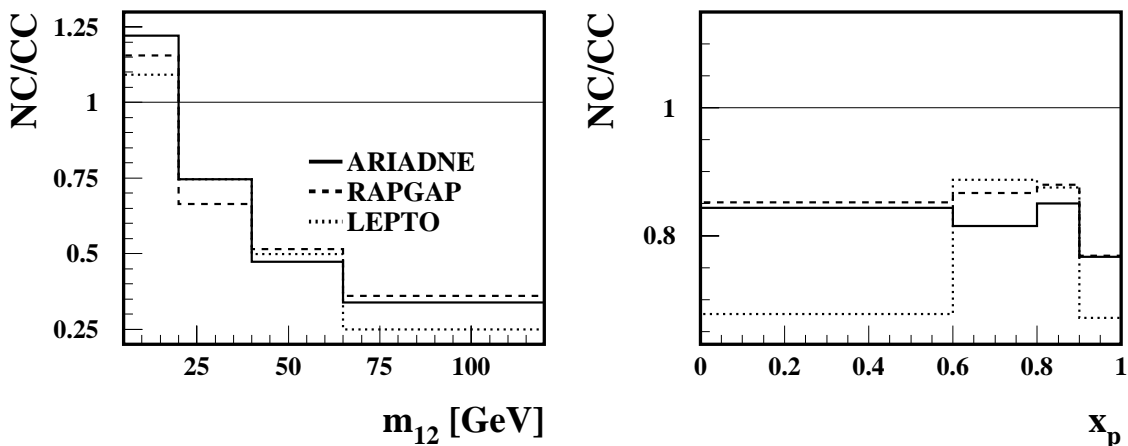 NC/CC
1.25
1
0.75
0.5
0.25
ARIADNE
RAPGAP
LEPTO
25 50 75 100
m12 [GeV]
NC/CC
1
0.8
0 0.2 0.4 0.6 0.8 1
xp